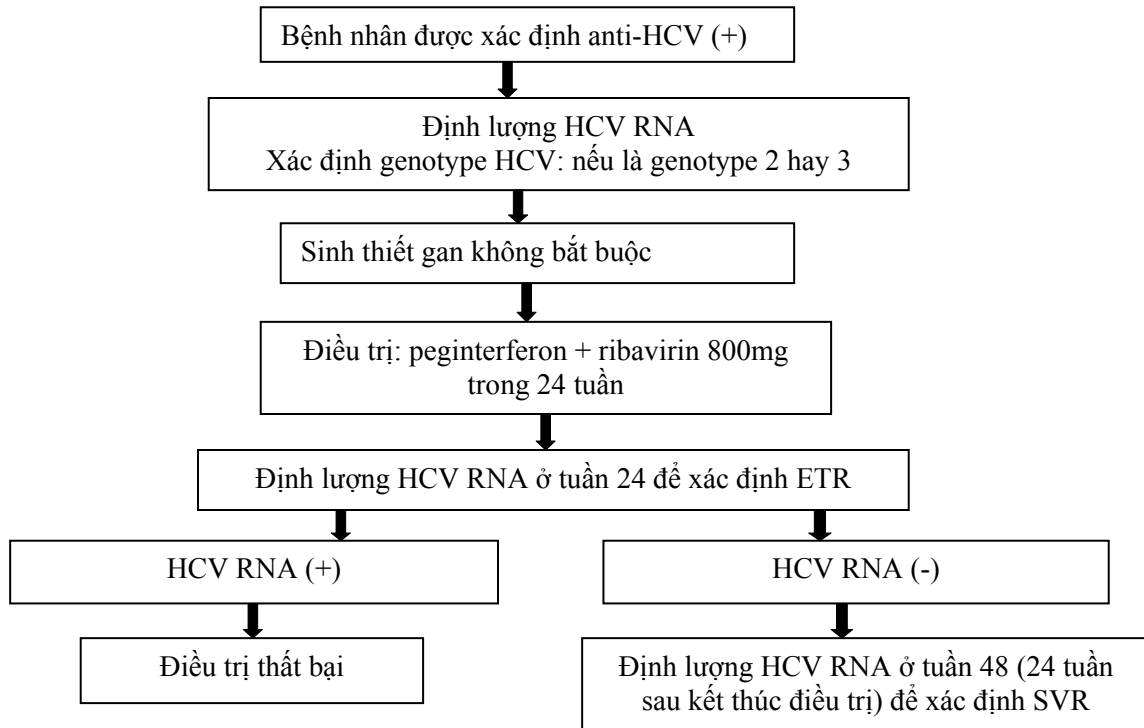 Bệnh nhân được xác định anti-HCV (+)
Định lượng HCV RNA
Xác định genotype HCV: nếu là genotype 2 hay 3
Sinh thiết gan không bắt buộc
Điều trị: peginterferon + ribavirin 800mg
trong 24 tuần
Định lượng HCV RNA ở tuần 24 để xác định ETR
HCV RNA (+)
HCV RNA (-)
Điều trị thất bại
Định lượng HCV RNA ở tuần 48 (24 tuần
sau kết thúc điều trị) để xác định SVR